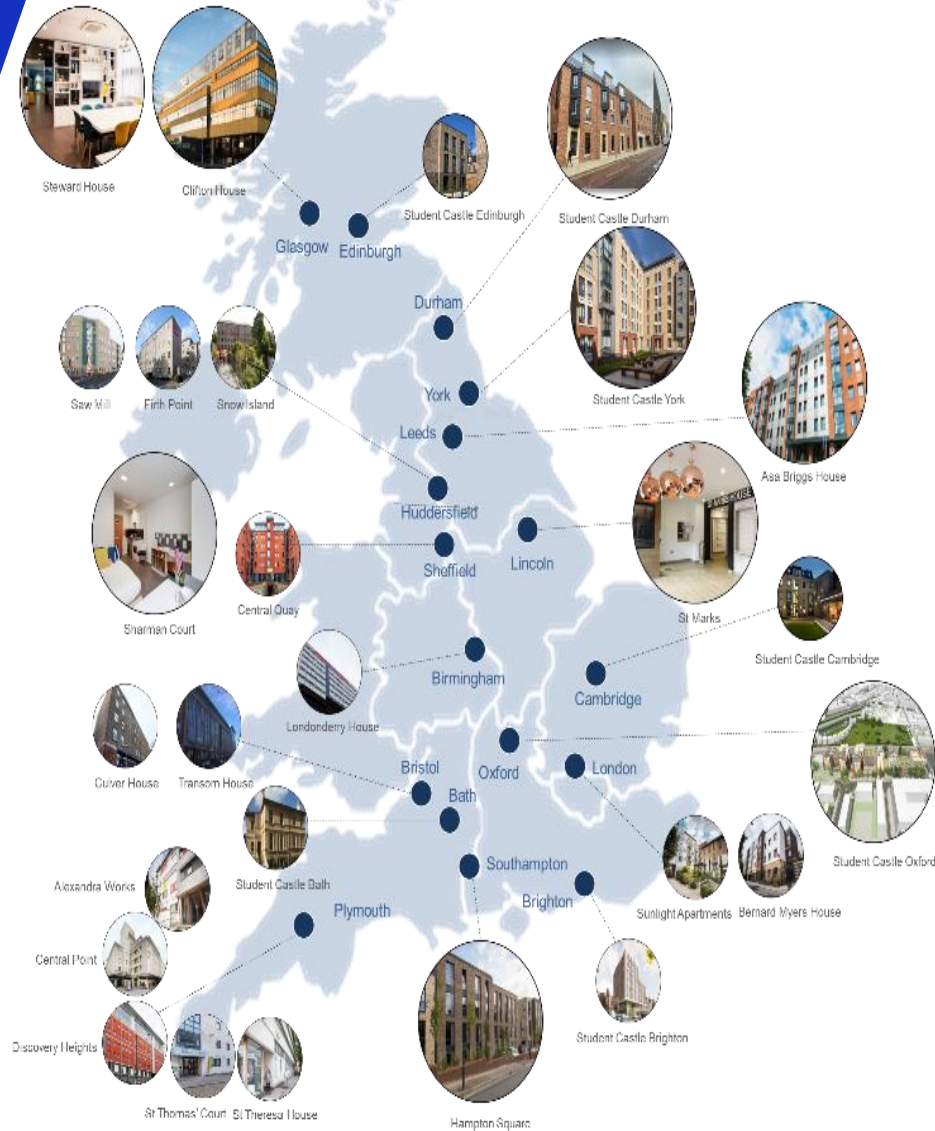 Steward House
Clifton House
Student Castle Edinburgh
Student Castle Durham
Glasgow
Edinburgh
Durham
Saw Mill
Firth Point
Snow Island
York
Student Castle York
Leeds
Asa Briggs House
Huddersfield
Sheffield
Lincoln
ST MARKS HOUSE
Central Quay
Sharman Court
St Marks
Student Castle Cambridge
Birmingham
Cambridge
Londonderry House
Culver House
Transom House
Bristol
Bath
Oxford
London
Student Castle Oxford
Student Castle Bath
Southampton
Brighton
Alexandra Works
Plymouth
Sunlight Apartments
Bernard Myers House
Central Point
Discovery Heights
Student Castle Brighton
St Thomas' Court
St Theresa House
Hampton Square